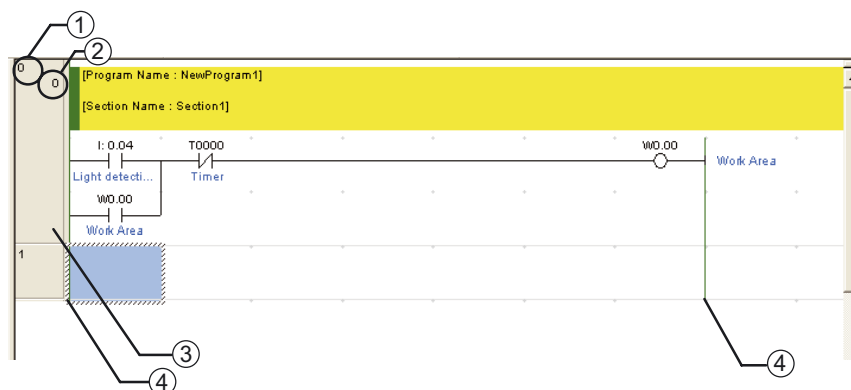 1
2
0
0
[Program Name : NewProgram1]
[Section Name : Section1]
I: 0.04
T0000
W0.00
Work Area
Light detecti...
Timer
W0.00
Work Area
1
3
4
4